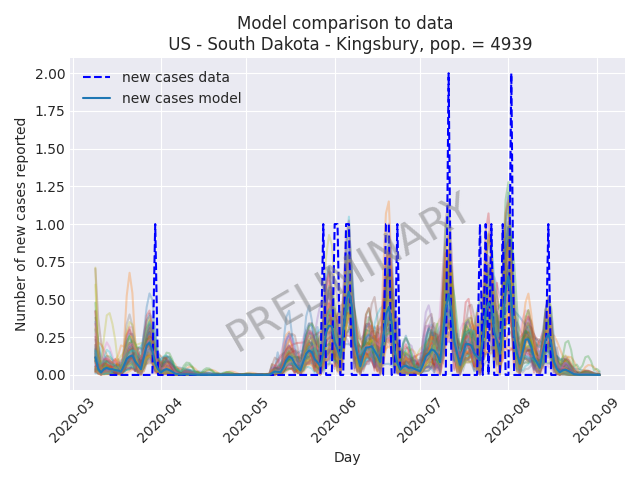 Model comparison to data
US - South Dakota - Kingsbury, pop. = 4939
new cases data
new cases model
2.00
1.75
1.50
1.25
1.00
0.75
0.50
0.25
0.00
Number of new cases reported
PRELIMINARY
2020-03
2020-04
2020-05
2020-06
2020-07
2020-08
2020-09
Day